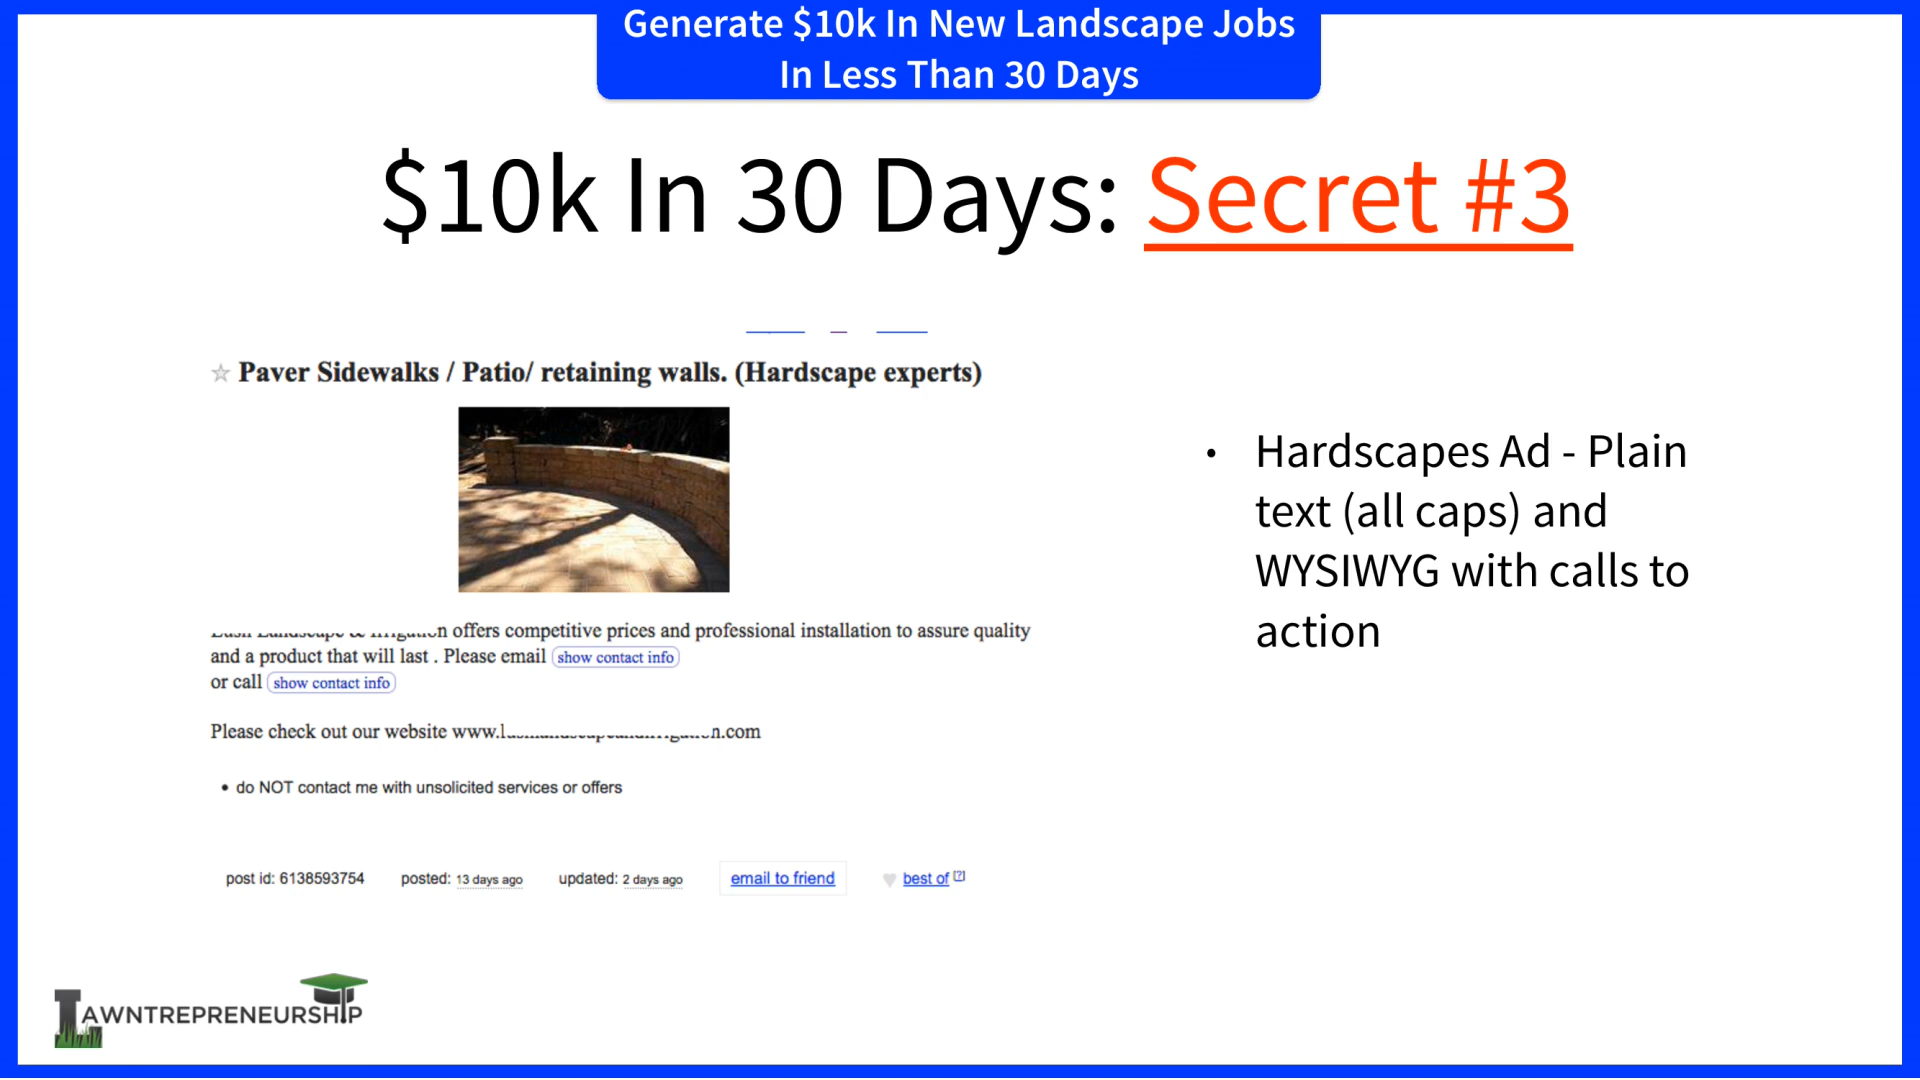 Generate $10k In New Landscape Jobs
In Less Than 30 Days
$10k In 30 Days: Secret #3
☆ Paver Sidewalks / Patio/ retaining walls. (Hardscape experts)
offers competitive prices and professional installation to assure quality
and a product that will last . Please email show contact info
or call show contact info
Please check out our website
• do NOT contact me with unsolicited services or offers
post id: 6138593754 posted: 13 days ago updated: 2 days ago email to friend ♥ best of [?]
• Hardscapes Ad - Plain
text (all caps) and
WYSIWYG with calls to
action
LAWNTREPRENEURSHIP